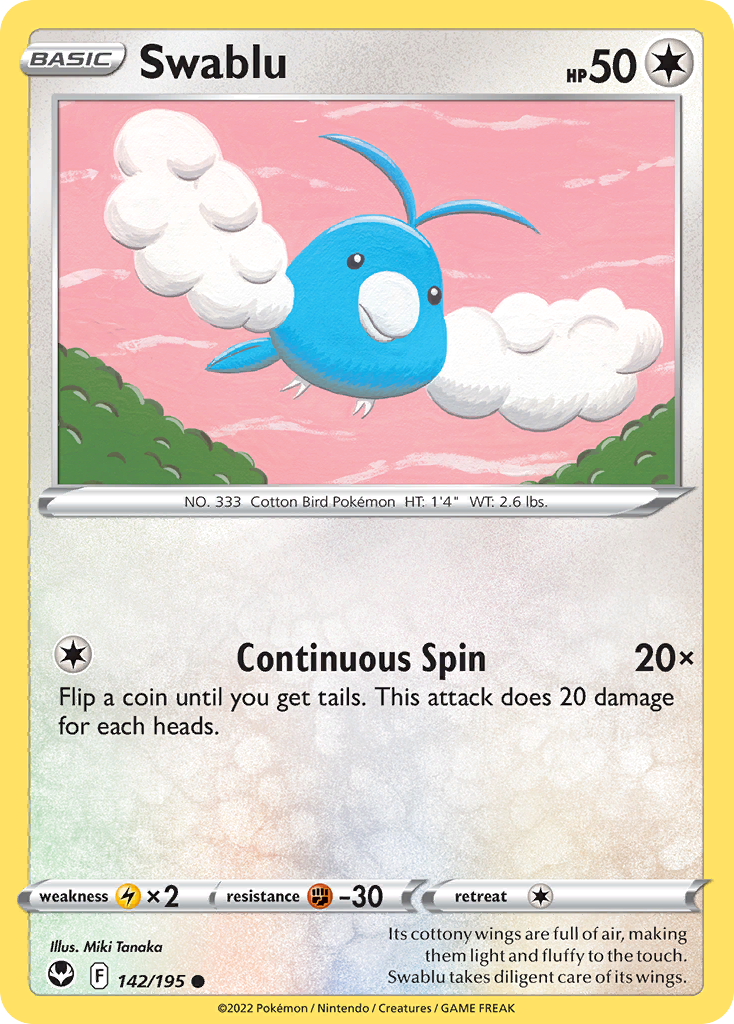 BASIC Swablu HP50
NO. 333 Cotton Bird Pokémon HT: 1'4" WT: 2.6 lbs.
Continuous Spin 20×
Flip a coin until you get tails. This attack does 20 damage
for each heads.
weakness ×2 resistance -30 retreat
Its cottony wings are full of air, making
them light and fluffy to the touch.
Swablu takes diligent care of its wings.
Illus. Miki Tanaka
F 142/195
©2022 Pokémon / Nintendo / Creatures / GAME FREAK